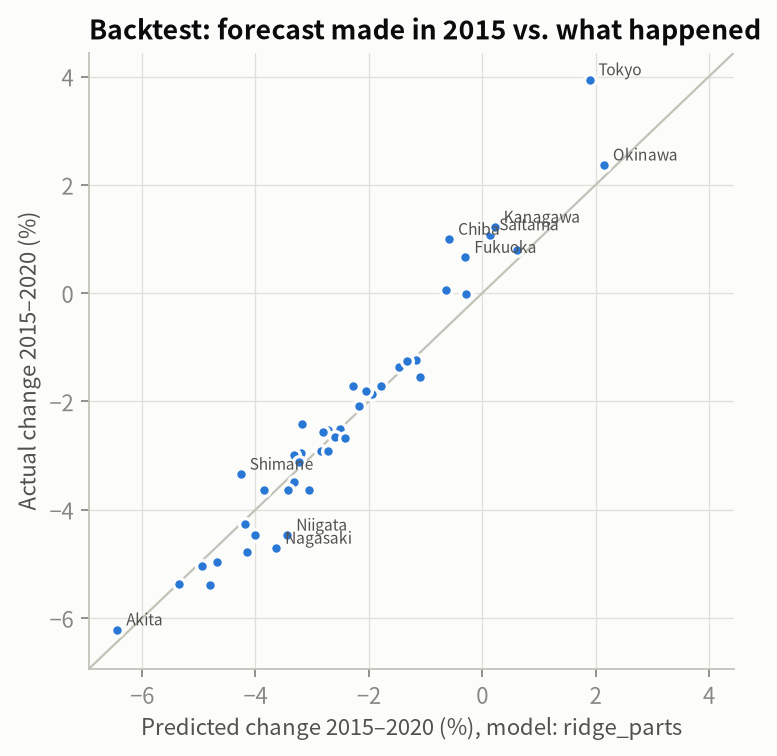 Backtest: forecast made in 2015 vs. what happened
Actual change 2015–2020 (%)
4
2
0
−2
−4
−6
Tokyo
Okinawa
Kanagawa
Saitama
Chiba
Fukuoka
Shimane
Niigata
Nagasaki
Akita
−6
−4
−2
0
2
4
Predicted change 2015–2020 (%), model: ridge_parts